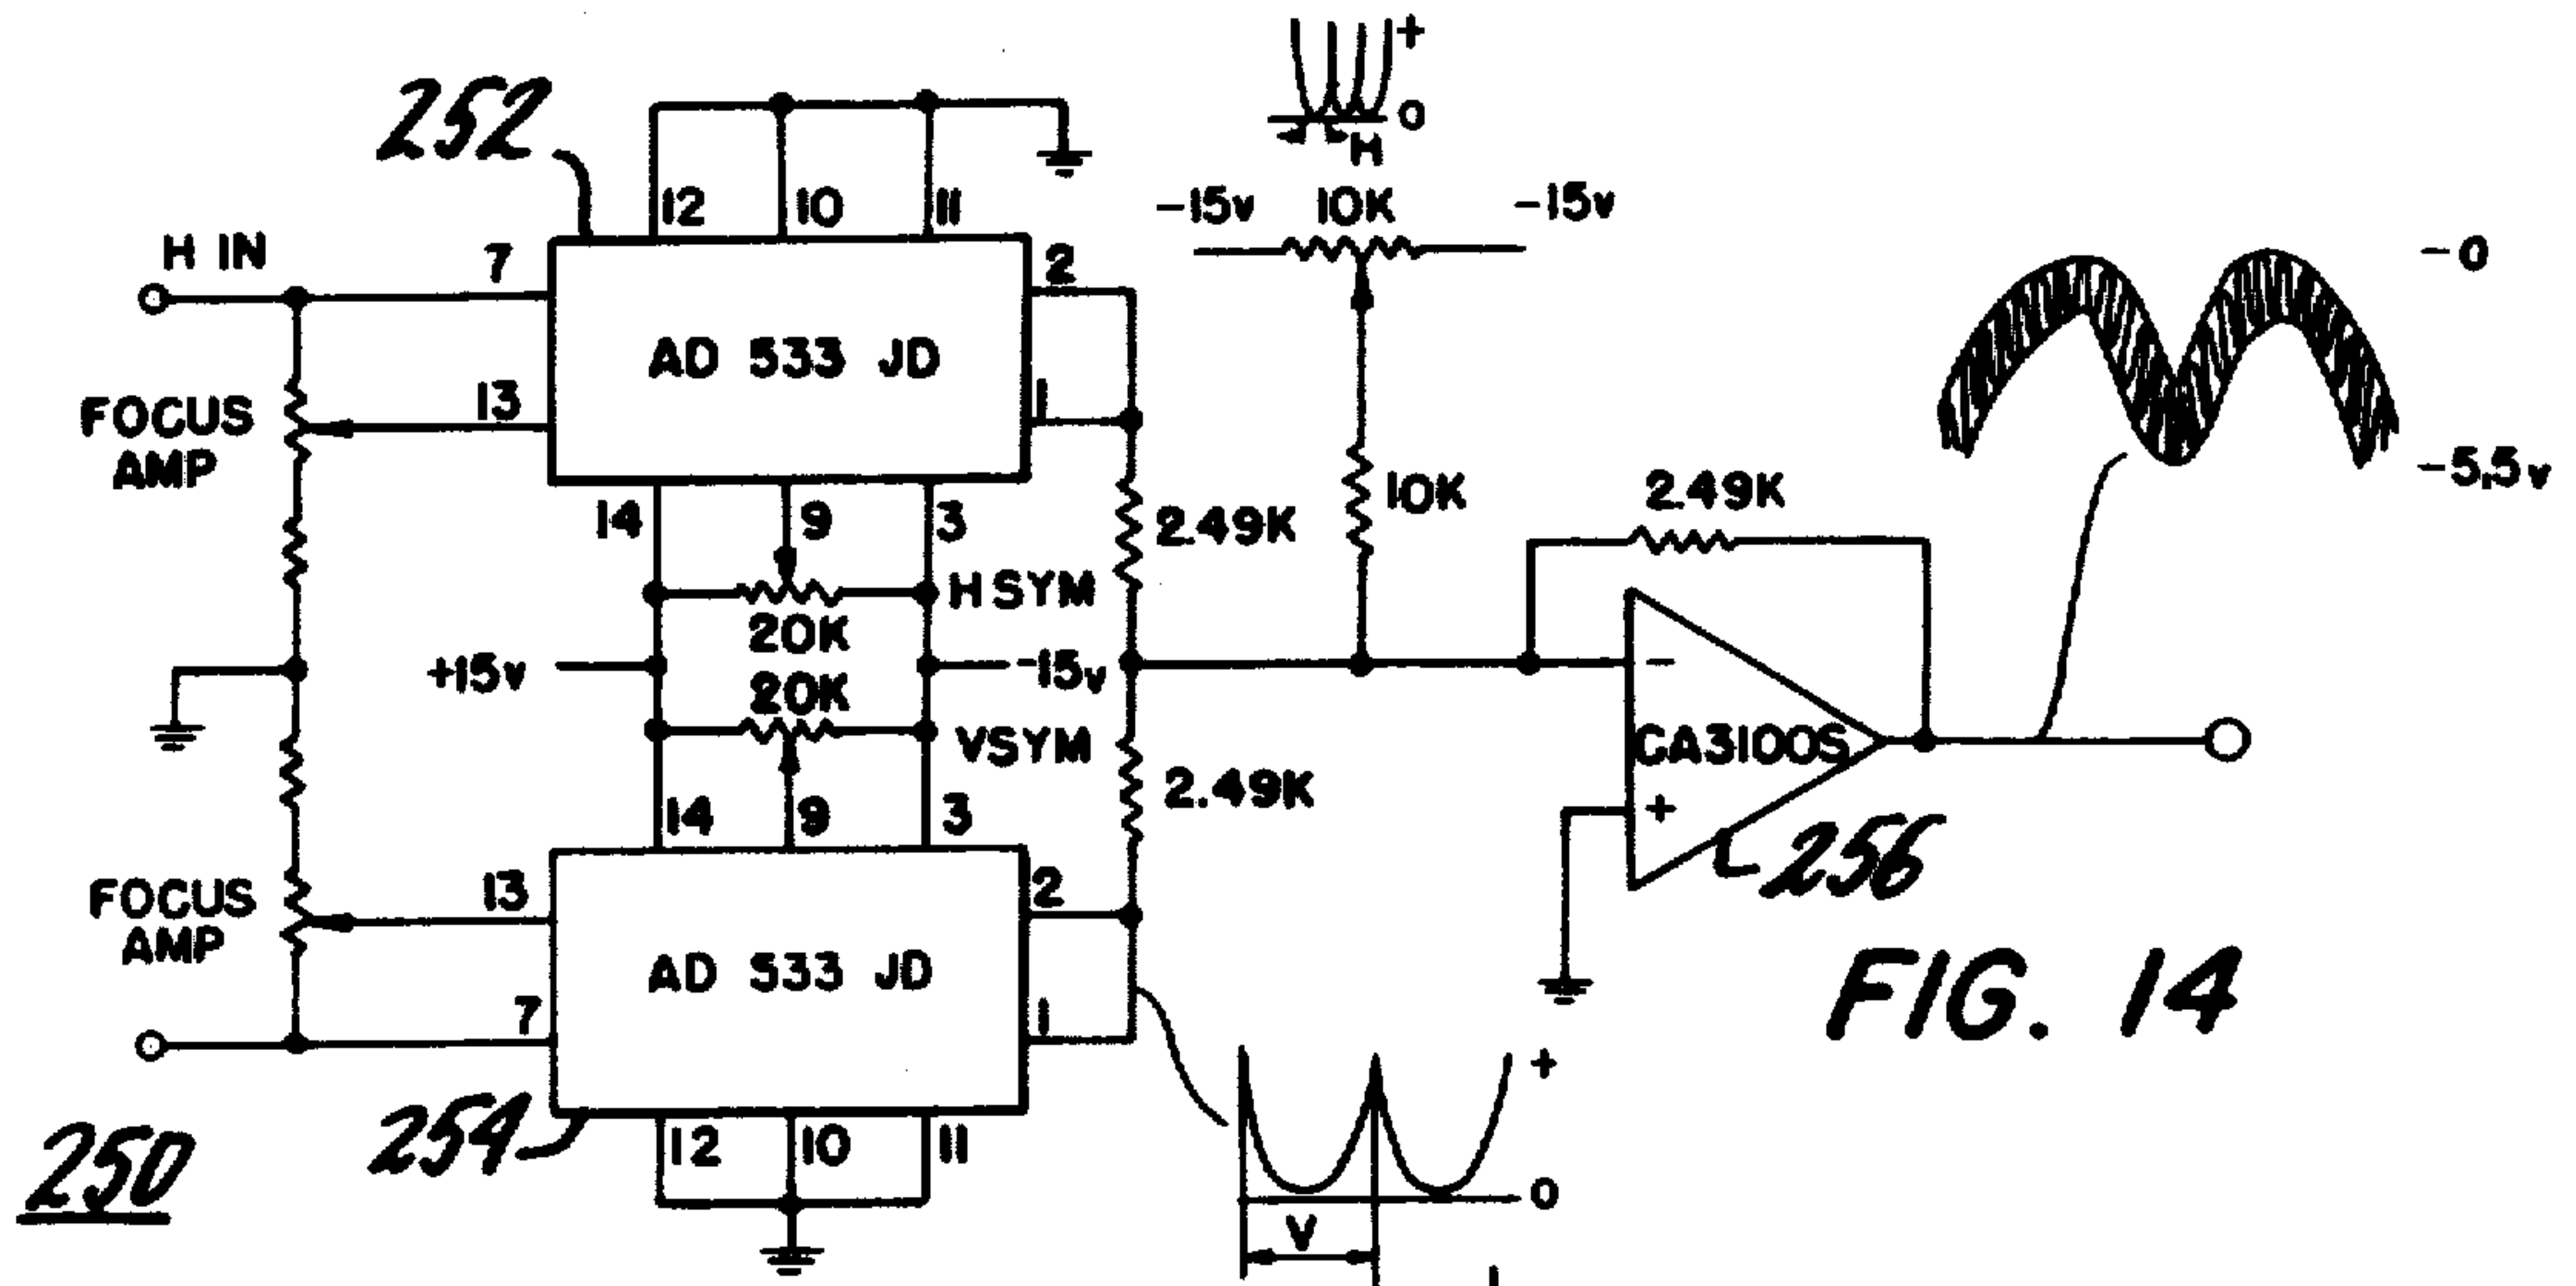 +
0
H
252
12 10 11
-15v 10K -15v
H IN
7
2
-0
AD 533 JD
13
1
FOCUS
AMP
-5,5v
14 9 3
2.49K
10K
2.49K
H SYM
20K
+15v
-15v
20K
VSYM
-
CA3100S
+
256
14 9 3
2.49K
13
2
FOCUS
AMP
AD 533 JD
7
1
FIG. 14
254
12 10 11
+
0
V
250